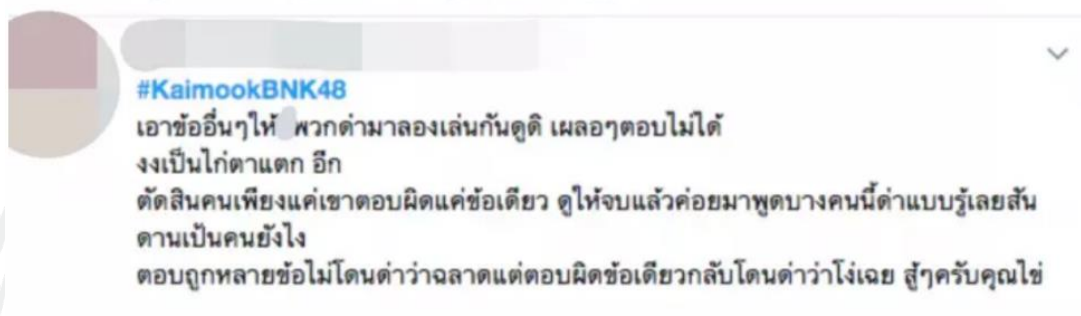 #KaimookBNK48
เอาข้ออื่นๆให้ พวกด่ามาลองเล่นกันดูดิ เผลอๆตอบไม่ได้
งงเป็นไก่ตาแตก อีก
ตัดสินคนเพียงแค่เขาตอบผิดแค่ข้อเดียว ดูให้จบแล้วค่อยมาพูดบางคนนี้ด่าแบบรู้เลยสัน
ดานเป็นคนยังไง
ตอบถูกหลายข้อไม่โดนด่าว่าฉลาดแต่ตอบผิดข้อเดียวกลับโดนด่าว่าโง่เฉย สู้ๆครับคุณไข่